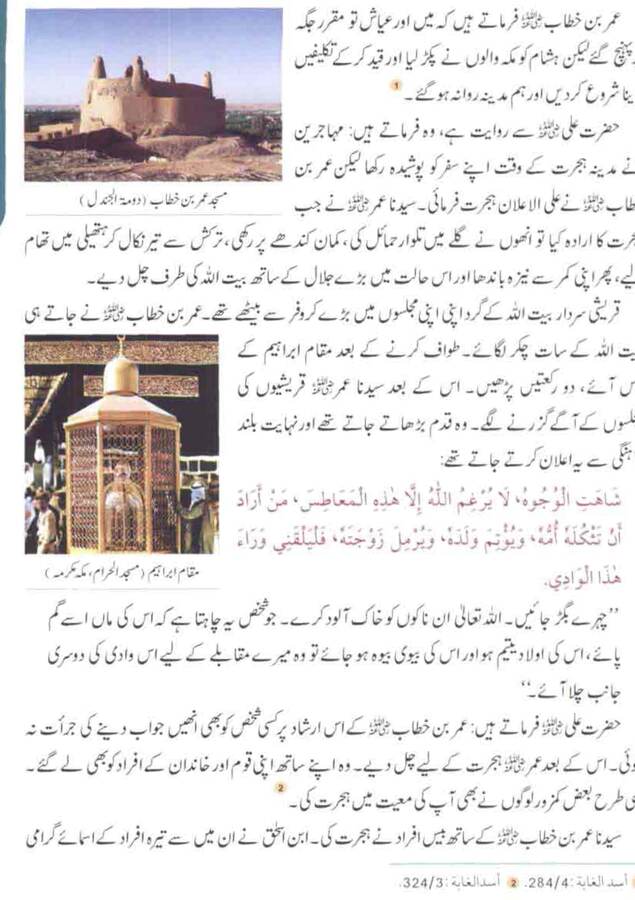 عمر بن خطاب رضی اللہ عنہ فرماتے ہیں کہ میں اور عیاش تو مقرر جگہ
پہنچ گئے لیکن ہشام کو مکہ والوں نے پکڑ لیا اور قید کر کے تکلیفیں
دینا شروع کر دیں اور ہم مدینہ روانہ ہو گئے۔ 1
مسجد عمر بن خطاب (دومۃ الجندل)
حضرت علی رضی اللہ عنہ سے روایت ہے، وہ فرماتے ہیں: مہاجرین
نے مدینہ ہجرت کے وقت اپنے سفر کو پوشیدہ رکھا لیکن عمر بن
خطاب رضی اللہ عنہ نے علی الاعلان ہجرت فرمائی۔ سیدنا عمر رضی اللہ عنہ نے جب
ہجرت کا ارادہ کیا تو انھوں نے گلے میں تلوار حمائل کی، کمان کندھے پر رکھی، ترکش سے تیر نکال کر ہتھیلی میں تھام
لیے، پھر اپنی کمر سے نیزہ باندھا اور اس حالت میں بڑے جلال کے ساتھ بیت اللہ کی طرف چل دیے۔
قریشی سردار بیت اللہ کے گرد اپنی اپنی مجلسوں میں بڑے کروفر سے بیٹھے تھے۔ عمر بن خطاب رضی اللہ عنہ نے جاتے ہی
بیت اللہ کے سات چکر لگائے۔ طواف کرنے کے بعد مقام ابراہیم کے
پاس آئے، دو رکعتیں پڑھیں۔ اس کے بعد سیدنا عمر رضی اللہ عنہ قریشیوں کی
مجلسوں کے آگے گزرنے لگے۔ وہ قدم بڑھاتے جاتے تھے اور نہایت بلند
آہنگی سے یہ اعلان کرتے جاتے تھے:
شَاهَتِ الْوُجُوهُ، لَا يُرْغِمُ اللّٰهُ إِلَّا هٰذِهِ الْمَعَاطِسَ، مَنْ أَرَادَ
أَنْ تَثْكُلَهُ أُمُّهُ، وَيُؤْتِمَ وَلَدَهُ، وَيُرْمِلَ زَوْجَتَهُ، فَلْيَلْقَنِي وَرَاءَ
هٰذَا الْوَادِي.
مقام ابراہیم (مسجد الحرام، مکہ مکرمہ)
’’چہرے بگڑ جائیں۔ اللہ تعالیٰ ان ناکوں کو خاک آلود کرے۔ جو شخص یہ چاہتا ہے کہ اس کی ماں اسے گم
پائے، اس کی اولاد یتیم ہو اور اس کی بیوی بیوہ ہو جائے تو وہ میرے مقابلے کے لیے اس وادی کی دوسری
جانب چلا آئے۔‘‘
حضرت علی رضی اللہ عنہ فرماتے ہیں: عمر بن خطاب رضی اللہ عنہ کے اس ارشاد پر کسی شخص کو بھی انھیں جواب دینے کی جرأت نہ
ہوئی۔ اس کے بعد عمر رضی اللہ عنہ ہجرت کے لیے چل دیے۔ وہ اپنے ساتھ اپنی قوم اور خاندان کے افراد کو بھی لے گئے۔
اسی طرح بعض کمزور لوگوں نے بھی آپ کی معیت میں ہجرت کی۔ 2
سیدنا عمر بن خطاب رضی اللہ عنہ کے ساتھ بیس افراد نے ہجرت کی۔ ابن اسحٰق نے ان میں سے تیرہ افراد کے اسمائے گرامی
أسد الغابة: 284/4. 2 أسد الغابة: 324/3.